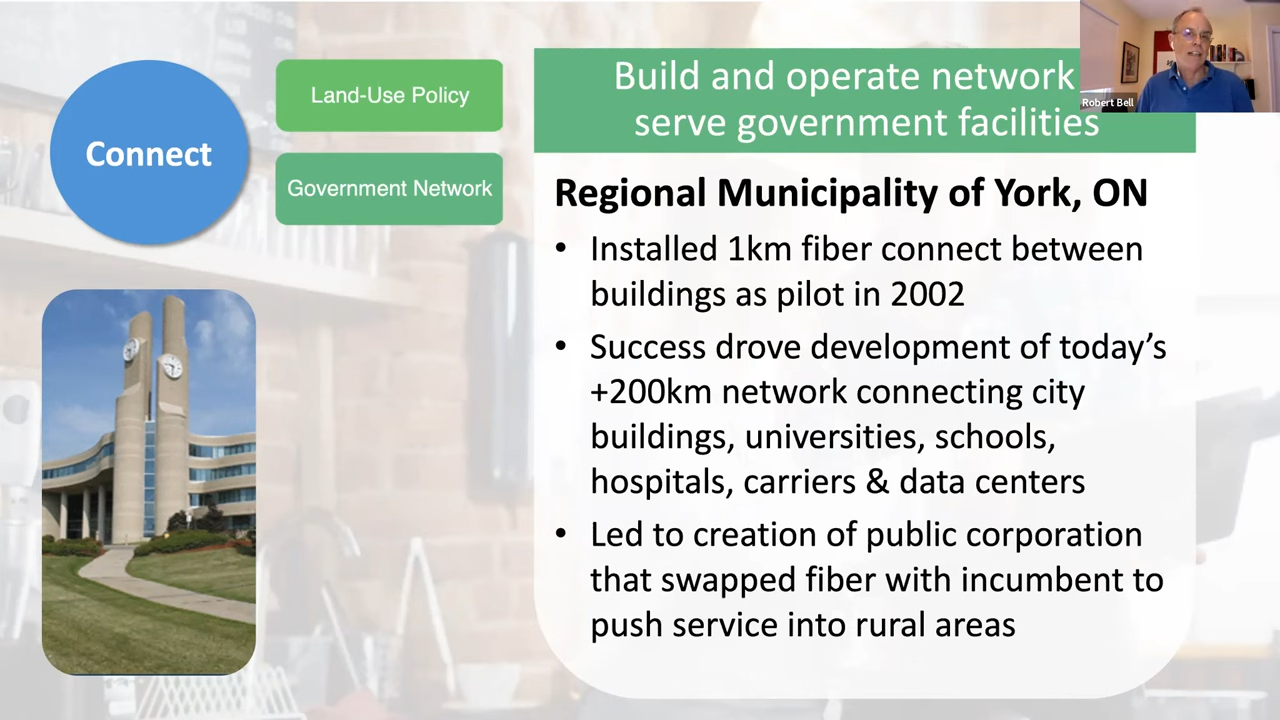 Connect
Land-Use Policy
Government Network
Build and operate network
serve government facilities
Robert Bell
Regional Municipality of York, ON
• Installed 1km fiber connect between
buildings as pilot in 2002
• Success drove development of today's
+200km network connecting city
buildings, universities, schools,
hospitals, carriers & data centers
• Led to creation of public corporation
that swapped fiber with incumbent to
push service into rural areas